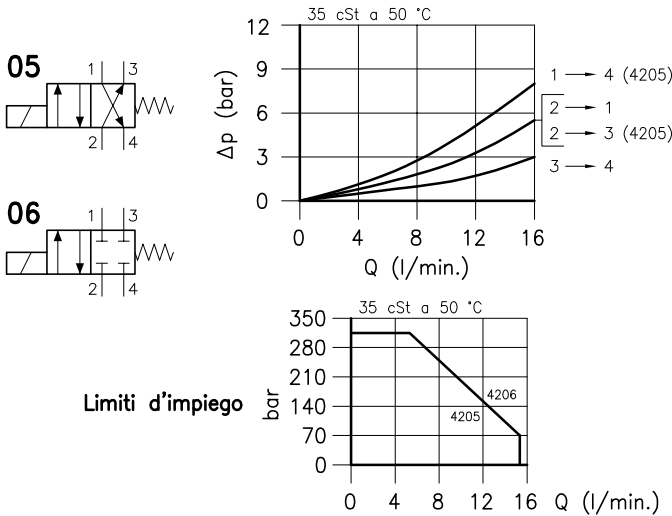 05
1 3
2 4
06
1 3
2 4
35 cSt a 50 °C
Δp (bar)
12
9
6
3
0
0 4 8 12 16
Q (l/min.)
1 → 4 (4205)
2 → 1
2 → 3 (4205)
3 → 4
Limiti d'impiego
35 cSt a 50 °C
bar
350
280
210
140
70
0
4206
4205
0 4 8 12 16 Q (l/min.)